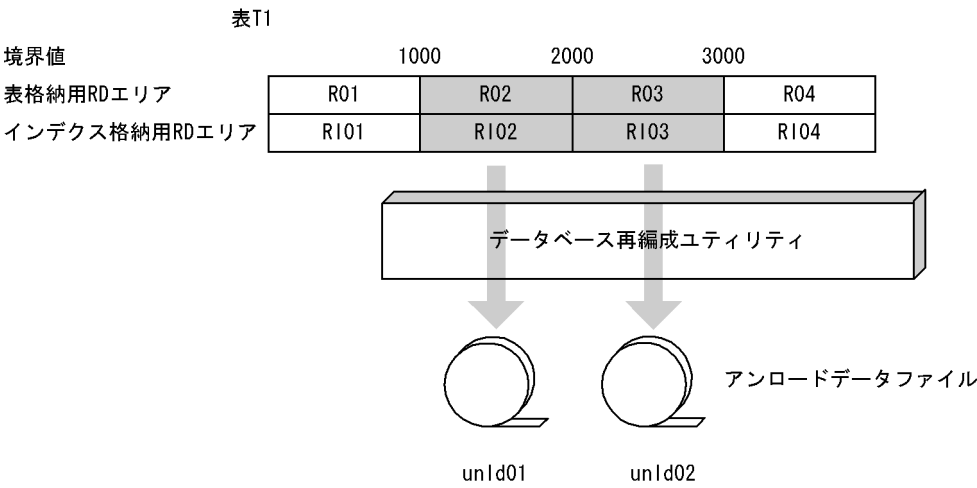 表T1
境界値 1000 2000 3000
表格納用RDエリア R01 R02 R03 R04
インデクス格納用RDエリア RI01 RI02 RI03 RI04
データベース再編成ユティリティ
アンロードデータファイル
unld01 unld02